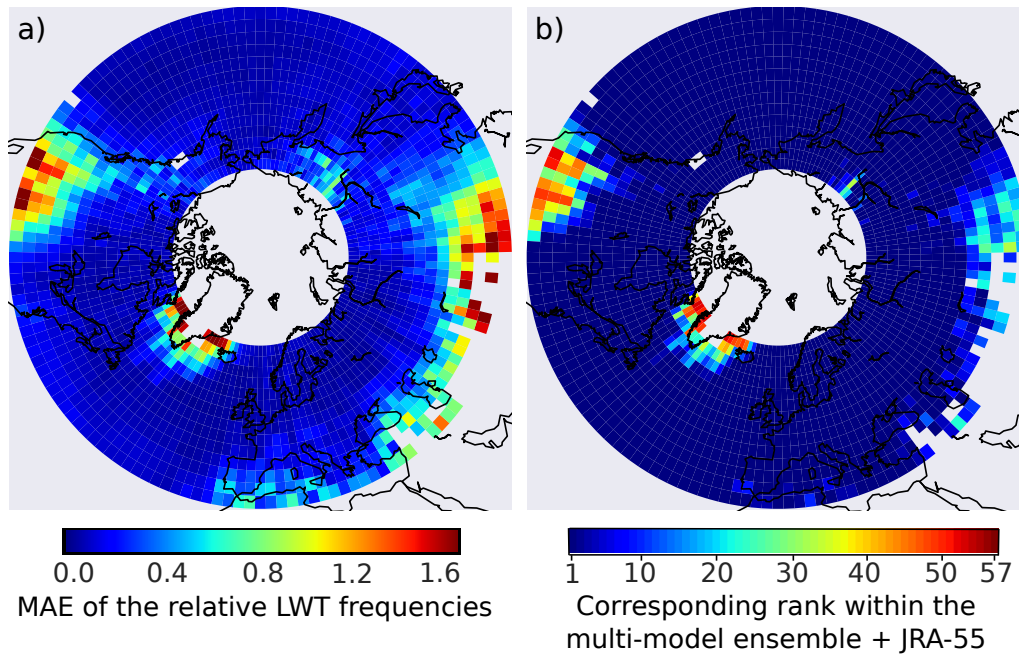 a)
b)
0.0 0.4 0.8 1.2 1.6
MAE of the relative LWT frequencies
1 10 20 30 40 50 57
Corresponding rank within the
multi-model ensemble + JRA-55